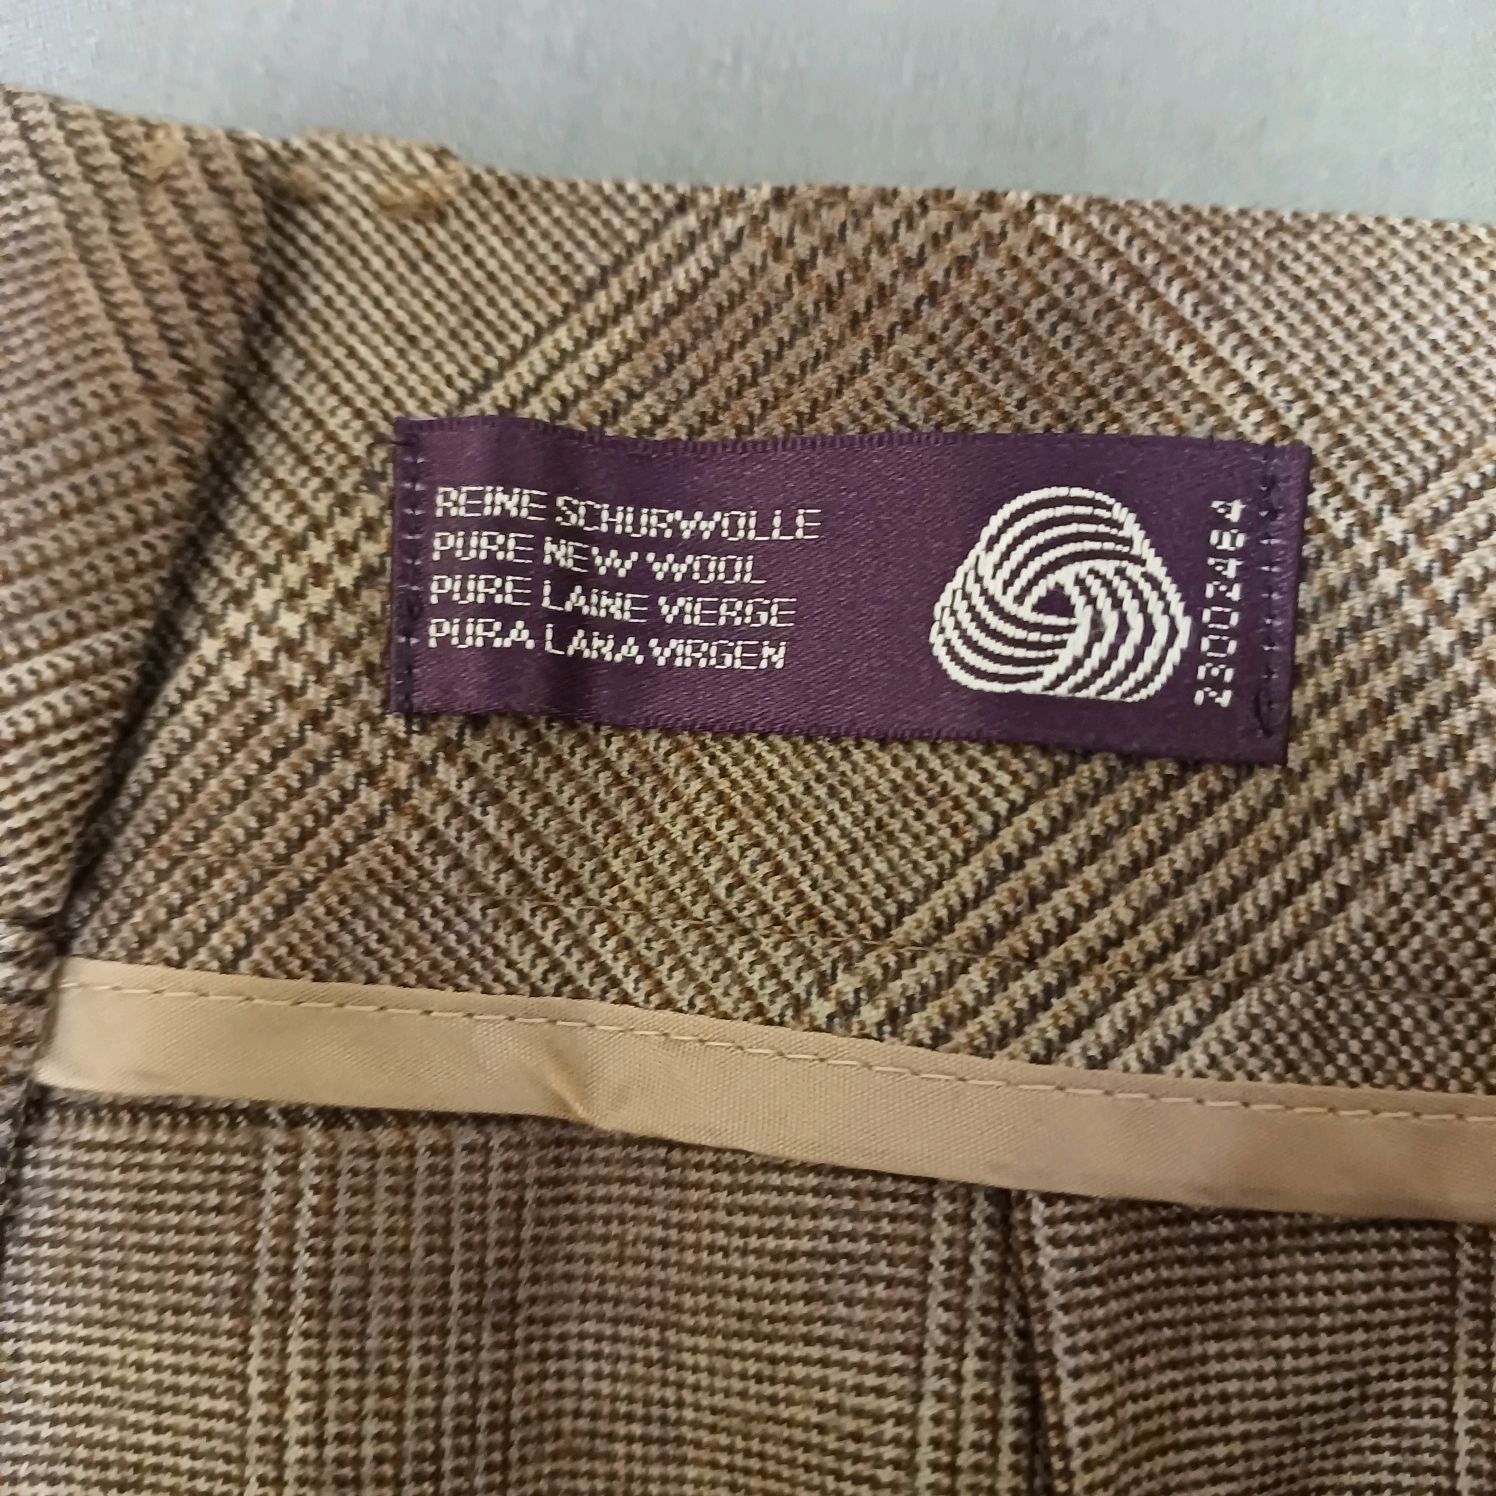 REINE SCHURWOLLE
PURE NEW WOOL
PURE LAINE VIERGE
PURA LANA VIRGEN
23002464